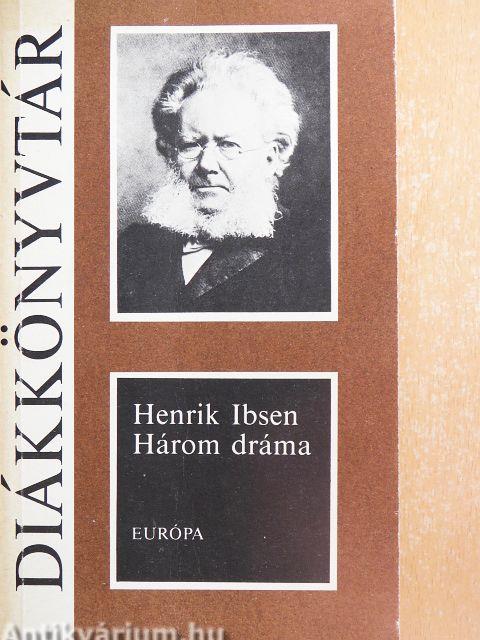 DIÁKKÖNYVTÁR
Henrik Ibsen
Három dráma
EURÓPA
Antikvárium.hu